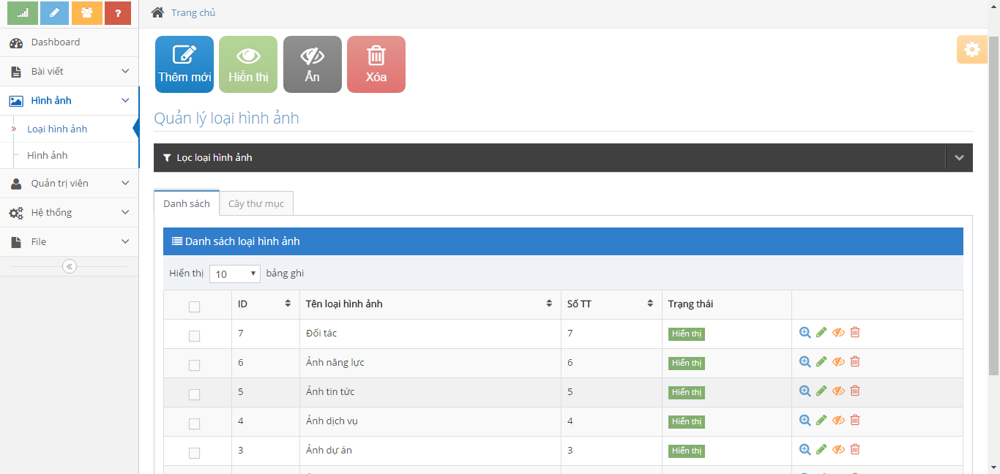 ?
Trang chủ
Dashboard
Bài viết
Hình ảnh
Loại hình ảnh
Hình ảnh
Quản trị viên
Hệ thống
File
Thêm mới
Hiển thị
Ẩn
Xóa
Quản lý loại hình ảnh
Lọc loại hình ảnh
Danh sách
Cây thư mục
Danh sách loại hình ảnh
Hiển thị 10 bảng ghi
ID Tên loại hình ảnh Số TT Trạng thái
7 Đối tác 7 Hiển thị
6 Ảnh năng lực 6 Hiển thị
5 Ảnh tin tức 5 Hiển thị
4 Ảnh dịch vụ 4 Hiển thị
3 Ảnh dự án 3 Hiển thị